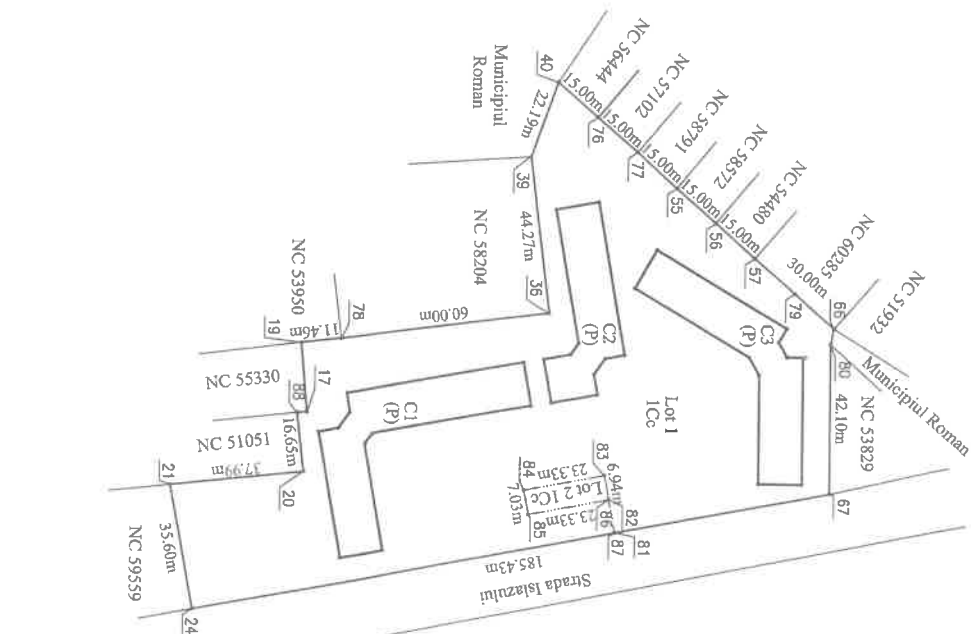 NC 56444
NC 57102
NC 58791
NC 58572
NC 54480
NC 60285
NC 51932
40
15.00m
76
15.00m
77
15.00m
55
15.00m
56
15.00m
57
30.00m
79
66
80
Municipiul Roman
NC 53829
42.10m
67
Municipiul
Roman
22.19m
39
44.27m
NC 58204
36
60.00m
78
NC 53950
11.46m
19
NC 55330
17
88
NC 51051
16.65m
37.99m
20
21
35.60m
NC 59559
24
C2
(P)
C3
(P)
C1
(P)
Lot 1
1Cc
83
6.94m
23.33m
84
Lot 2 1Cc
7.03m
23.33m
85
86
82
81
87
185.43m
Strada Islazului